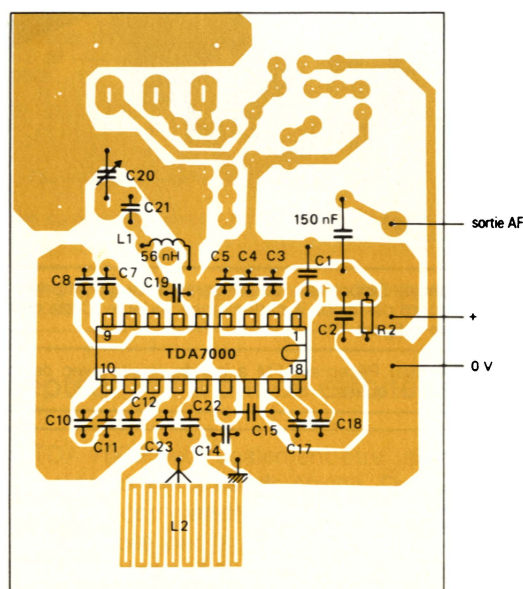 C20
C21
150 nF
sortie AF
L1
56 nH
C8
C7
C5
C4
C3
C1
C19
C2
R2
+
9
1
TDA7000
0 V
10
18
C12
C22
C10
C11
C23
C14
C15
C17
C18
L2